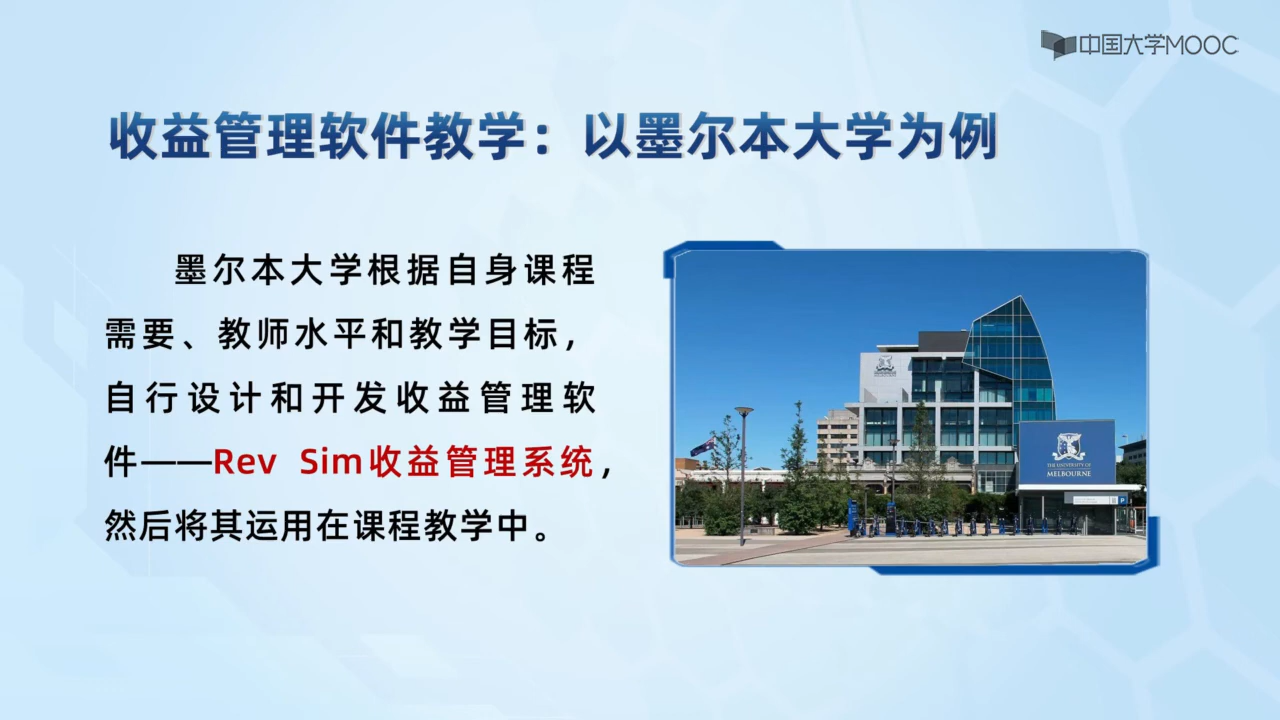 中国大学MOOC
收益管理软件教学：以墨尔本大学为例
墨尔本大学根据自身课程
需要、教师水平和教学目标，
自行设计和开发收益管理软
件——Rev Sim收益管理系统，
然后将其运用在课程教学中。
THE UNIVERSITY OF
MELBOURNE
P